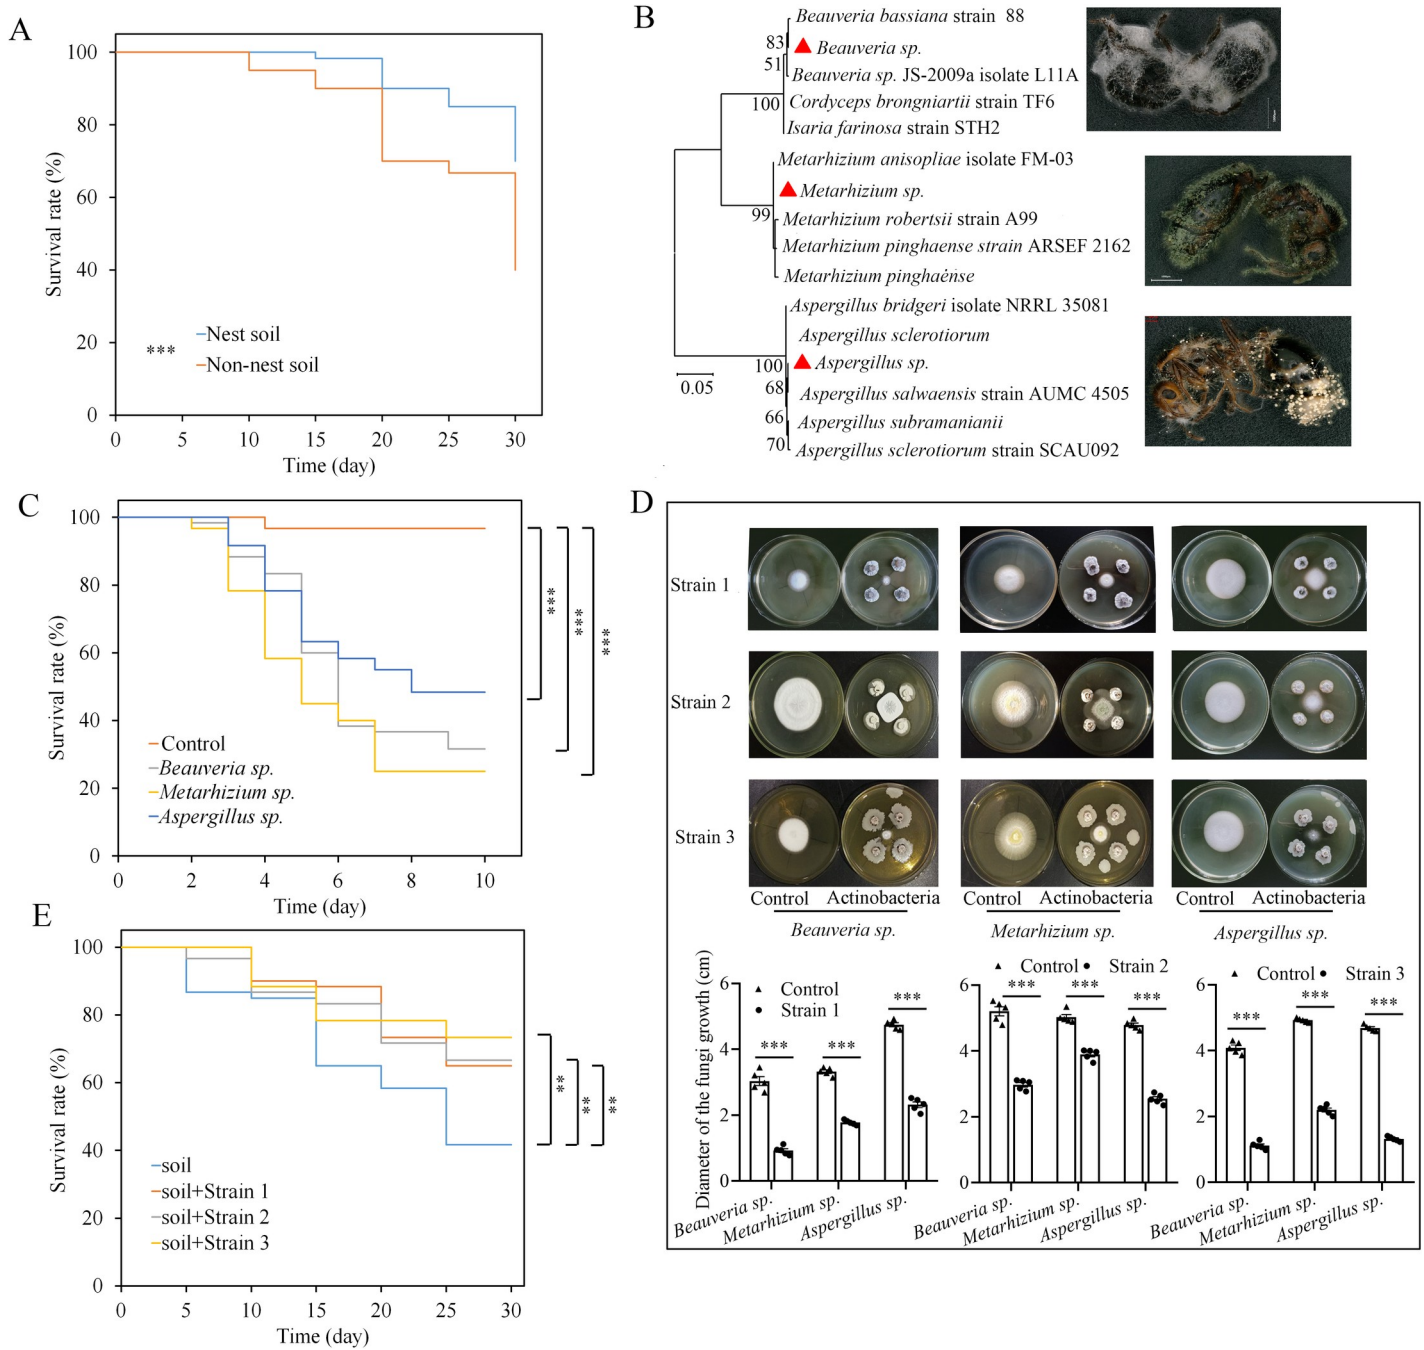 A
Survival rate (%)
100
80
60
40
20
0
Nest soil
Non-nest soil
***
0
5
10
15
20
25
30
Time (day)
B
Beauveria bassiana strain 88
83
Beauveria sp.
51
Beauveria sp. JS-2009a isolate L11A
100
Cordyceps brongniartii strain TF6
Isaria farinosa strain STH2
Metarhizium anisopliae isolate FM-03
Metarhizium sp.
99
Metarhizium robertsii strain A99
Metarhizium pinghaense strain ARSEF 2162
Metarhizium pinghaense
Aspergillus bridgeri isolate NRRL 35081
Aspergillus sclerotiorum
100
Aspergillus sp.
68
Aspergillus salwaensis strain AUMC 4505
66
Aspergillus subramanianii
70
Aspergillus sclerotiorum strain SCAU092
0.05
C
Survival rate (%)
100
80
60
40
20
0
Control
Beauveria sp.
Metarhizium sp.
Aspergillus sp.
***
***
***
0
2
4
6
8
10
Time (day)
D
Strain 1
Strain 2
Strain 3
Control Actinobacteria
Beauveria sp.
Control Actinobacteria
Metarhizium sp.
Control Actinobacteria
Aspergillus sp.
Diameter of the fungi growth (cm)
6
4
2
0
Control
Strain 1
***
***
***
Beauveria sp.
Metarhizium sp.
Aspergillus sp.
6
4
2
0
Control
Strain 2
***
***
***
Beauveria sp.
Metarhizium sp.
Aspergillus sp.
6
4
2
0
Control
Strain 3
***
***
***
Beauveria sp.
Metarhizium sp.
Aspergillus sp.
E
Survival rate (%)
100
80
60
40
20
0
soil
soil+Strain 1
soil+Strain 2
soil+Strain 3
**
**
**
0
5
10
15
20
25
30
Time (day)